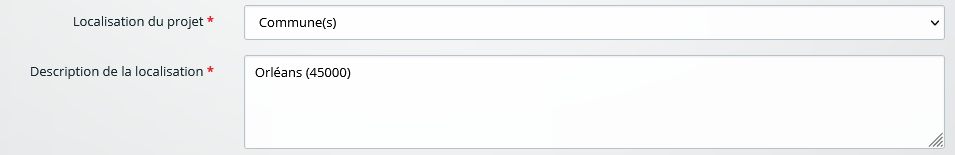 Localisation du projet *
Commune(s)
Description de la localisation *
Orléans (45000)